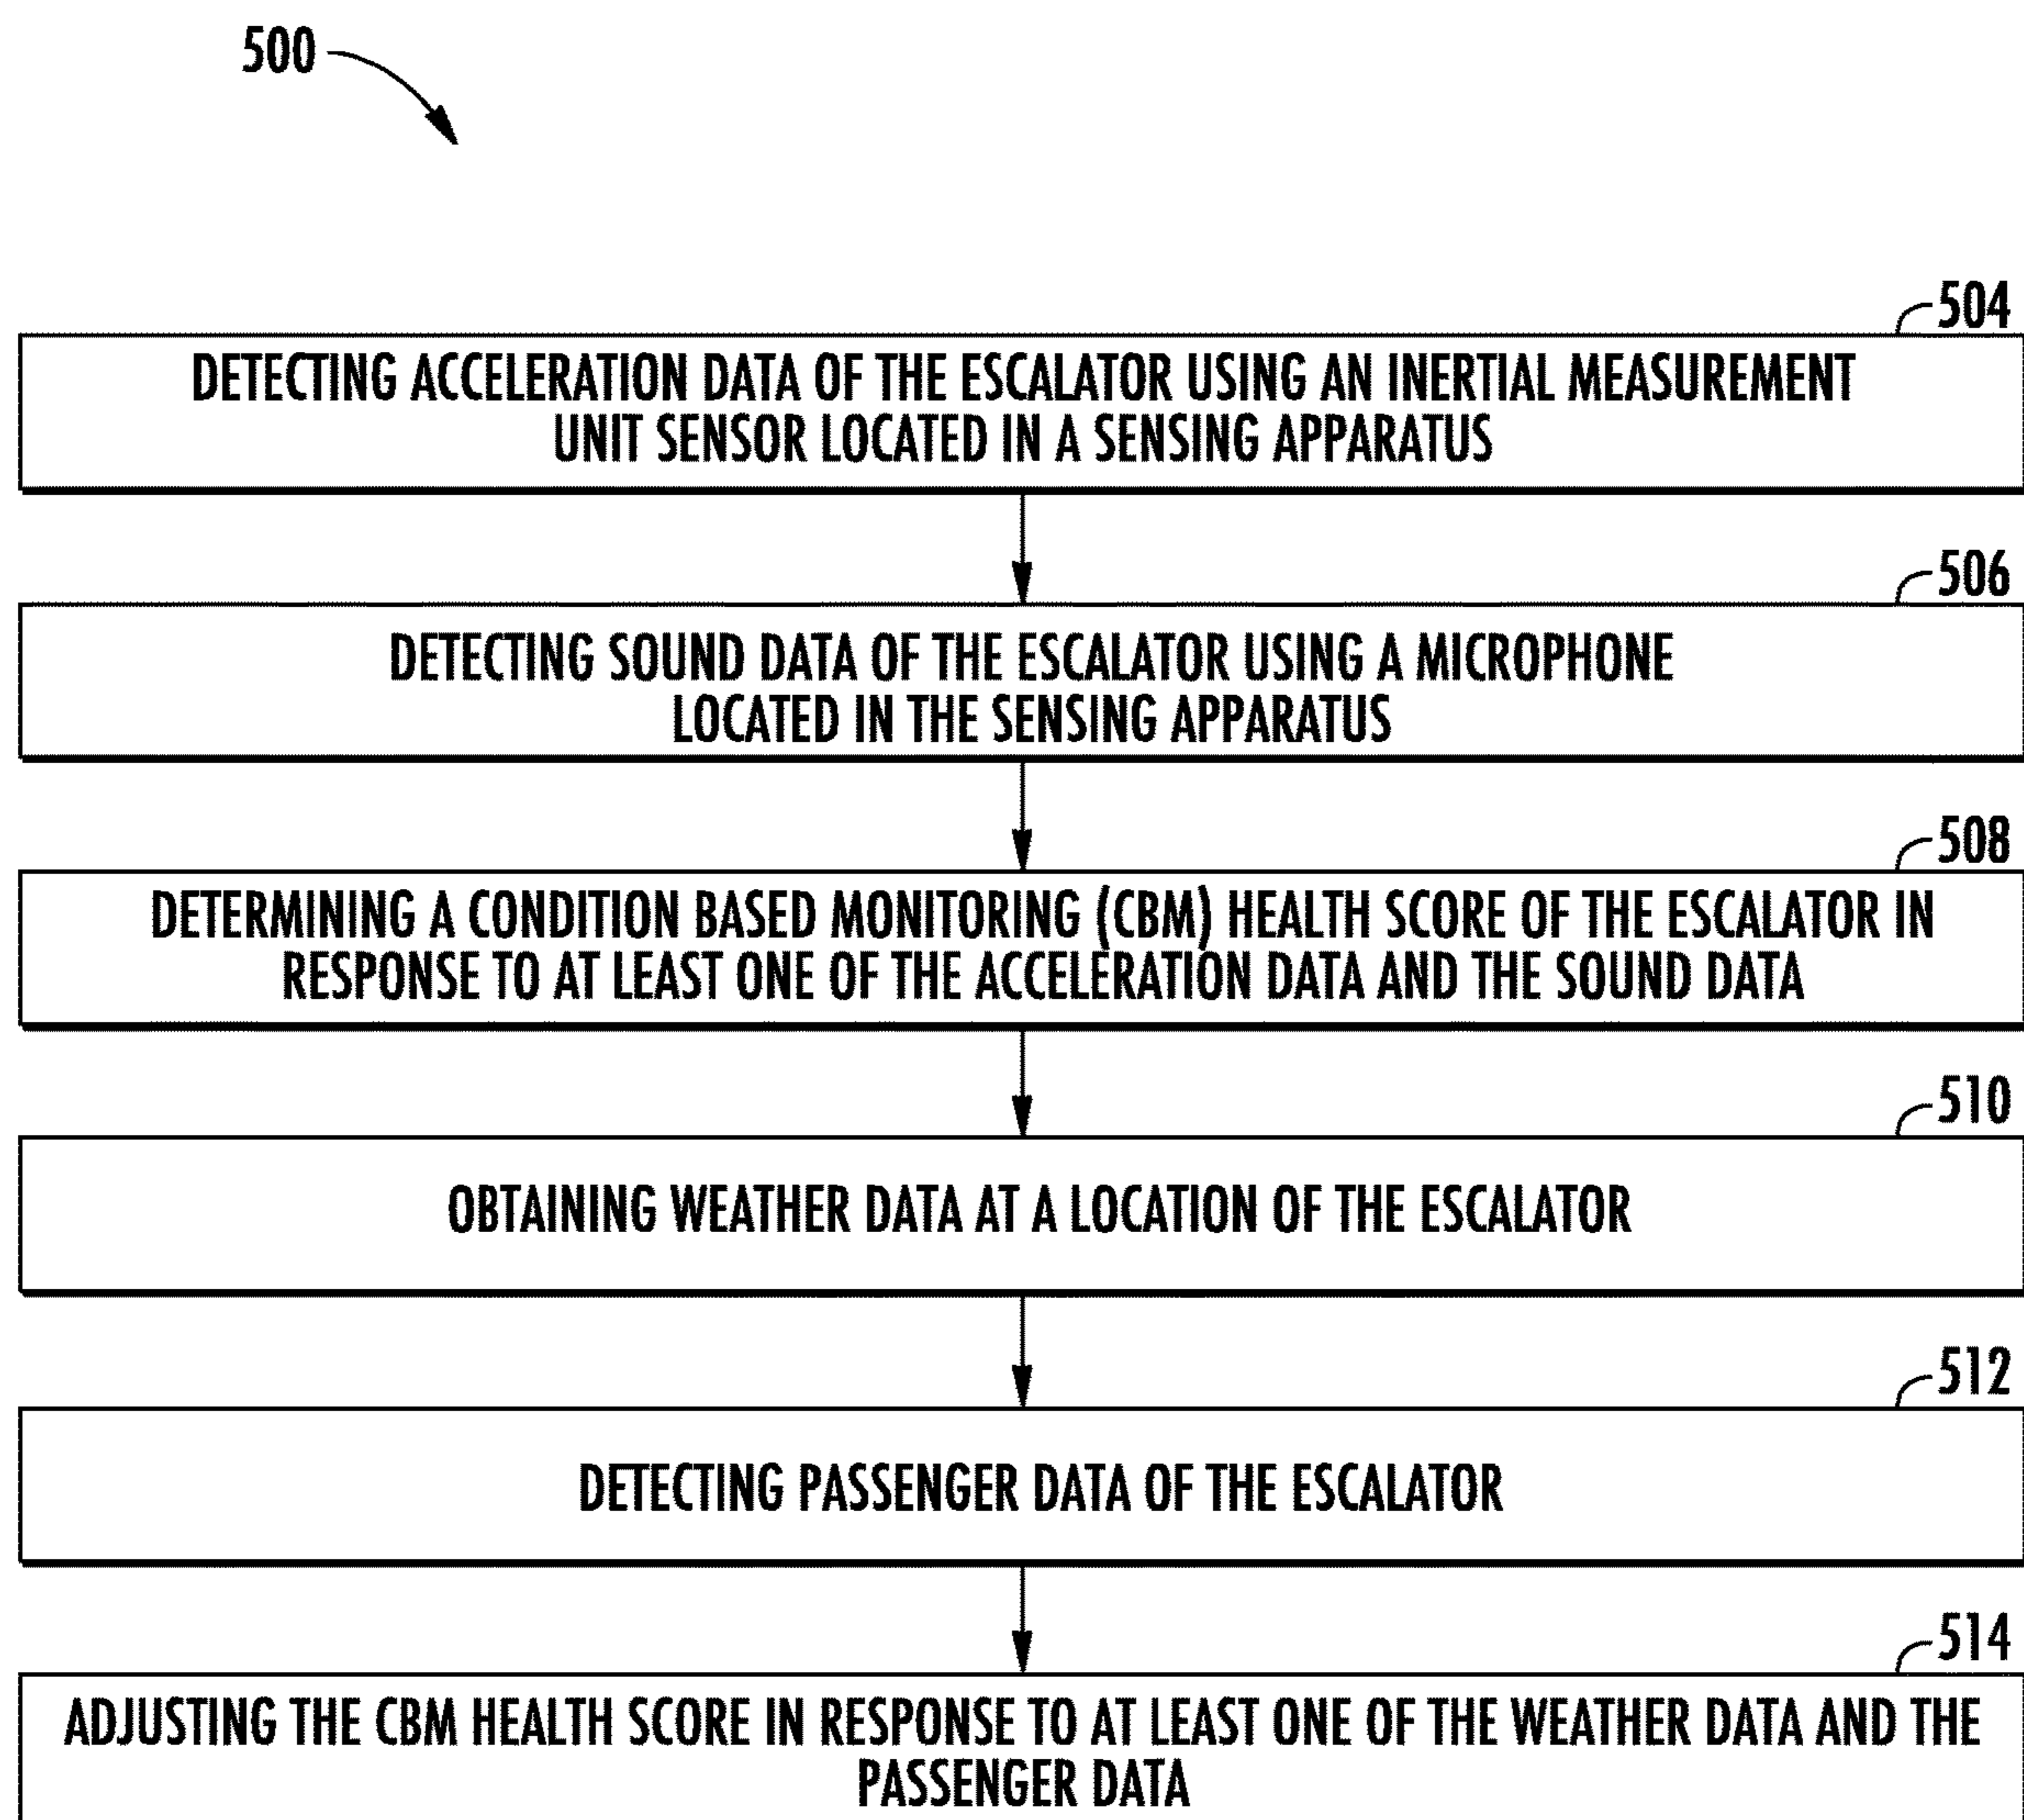 500
504
DETECTING ACCELERATION DATA OF THE ESCALATOR USING AN INERTIAL MEASUREMENT
UNIT SENSOR LOCATED IN A SENSING APPARATUS
506
DETECTING SOUND DATA OF THE ESCALATOR USING A MICROPHONE
LOCATED IN THE SENSING APPARATUS
508
DETERMINING A CONDITION BASED MONITORING (CBM) HEALTH SCORE OF THE ESCALATOR IN
RESPONSE TO AT LEAST ONE OF THE ACCELERATION DATA AND THE SOUND DATA
510
OBTAINING WEATHER DATA AT A LOCATION OF THE ESCALATOR
512
DETECTING PASSENGER DATA OF THE ESCALATOR
514
ADJUSTING THE CBM HEALTH SCORE IN RESPONSE TO AT LEAST ONE OF THE WEATHER DATA AND THE
PASSENGER DATA